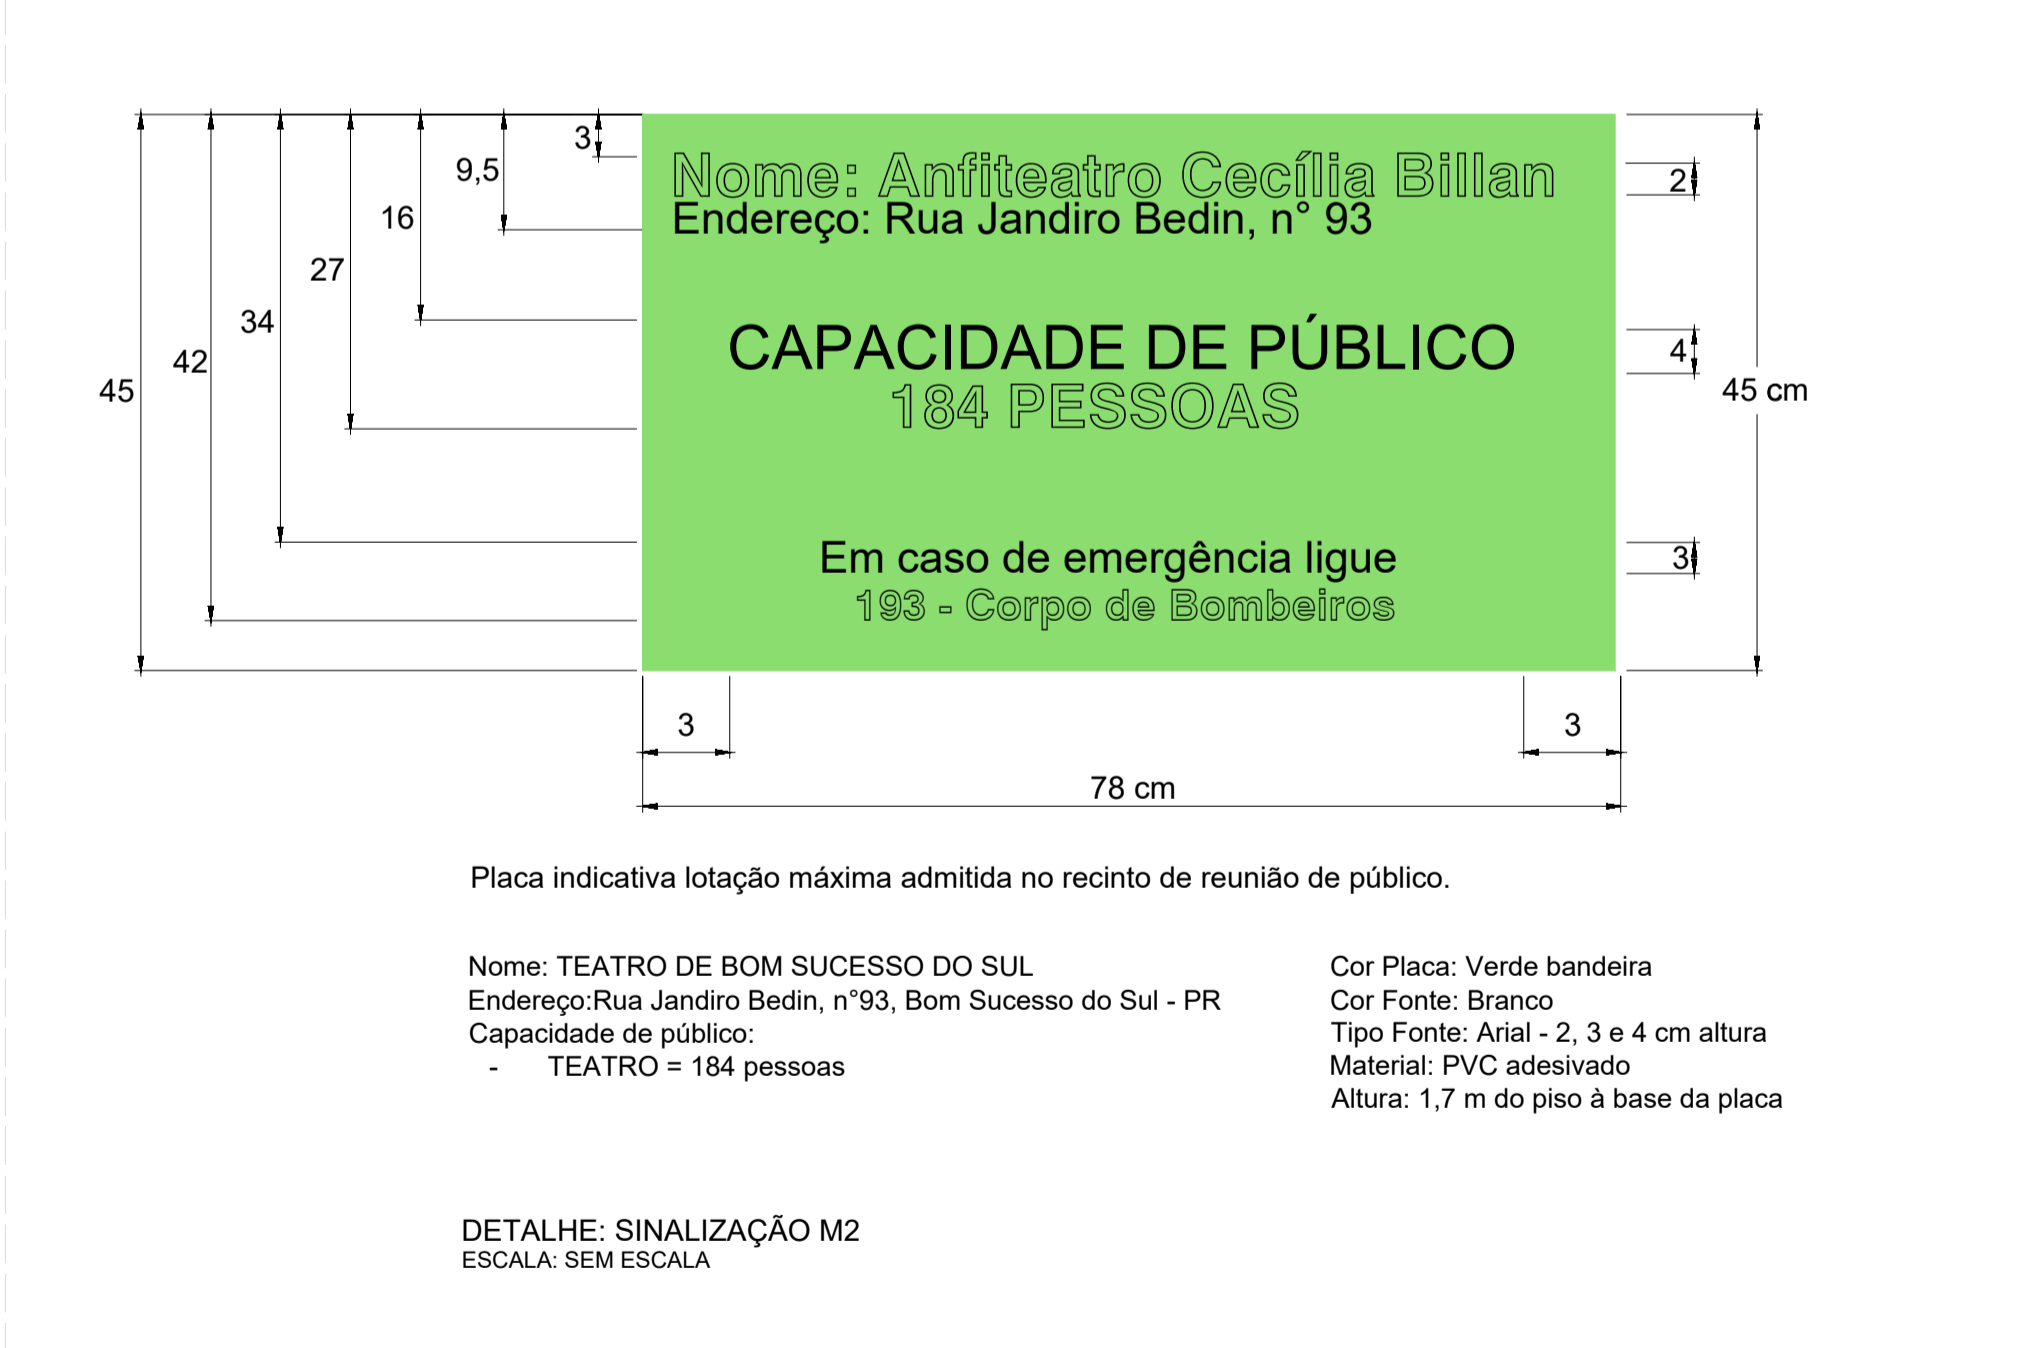 3
9,5
16
27
34
42
45
Nome: Anfiteatro Cecília Billan
Endereço: Rua Jandiro Bedin, n° 93
CAPACIDADE DE PÚBLICO
184 PESSOAS
Em caso de emergência ligue
193 - Corpo de Bombeiros
2
4
3
45 cm
3
3
78 cm
Placa indicativa lotação máxima admitida no recinto de reunião de público.
Nome: TEATRO DE BOM SUCESSO DO SUL
Endereço:Rua Jandiro Bedin, n°93, Bom Sucesso do Sul - PR
Capacidade de público:
- TEATRO = 184 pessoas
Cor Placa: Verde bandeira
Cor Fonte: Branco
Tipo Fonte: Arial - 2, 3 e 4 cm altura
Material: PVC adesivado
Altura: 1,7 m do piso à base da placa
DETALHE: SINALIZAÇÃO M2
ESCALA: SEM ESCALA